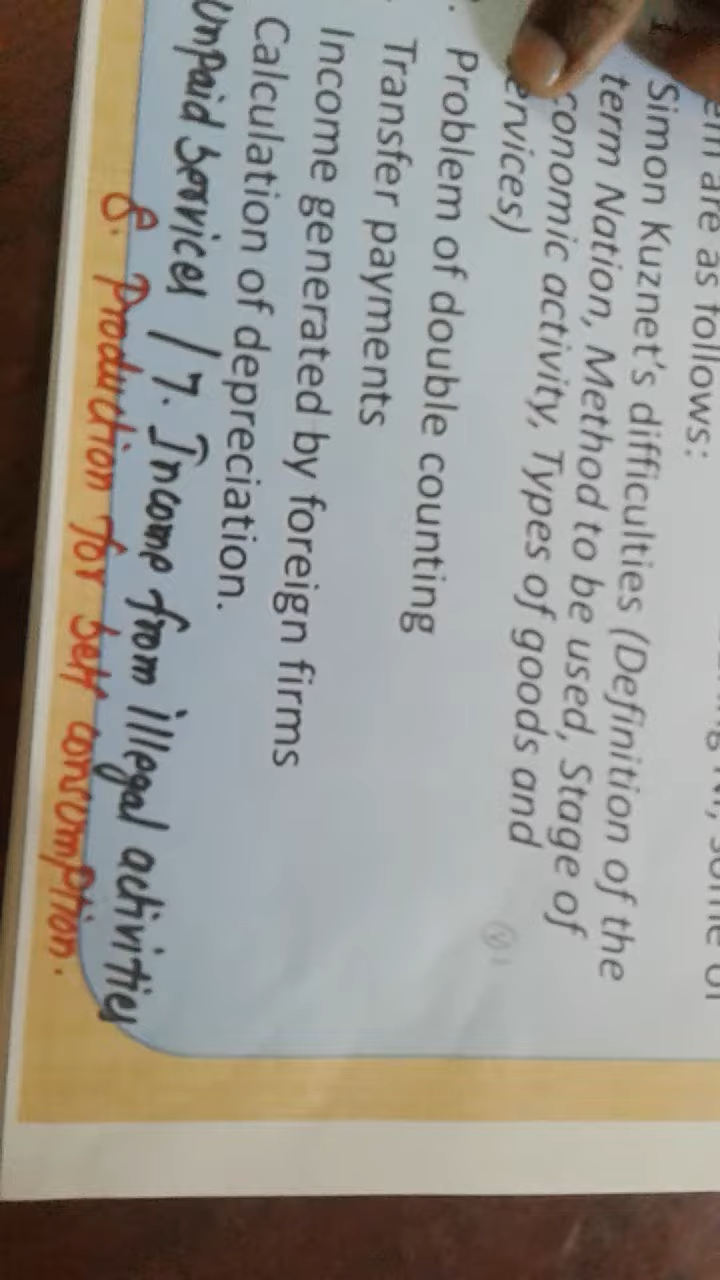 are as follows:
Simon Kuznet's difficulties (Definition of the
term Nation, Method to be used, Stage of
conomic activity, Types of goods and
ervices)
Problem of double counting
Transfer payments
Income generated by foreign firms
Calculation of depreciation.
Unpaid services / 7. Income from illegal activities
8. Production for self consumption.